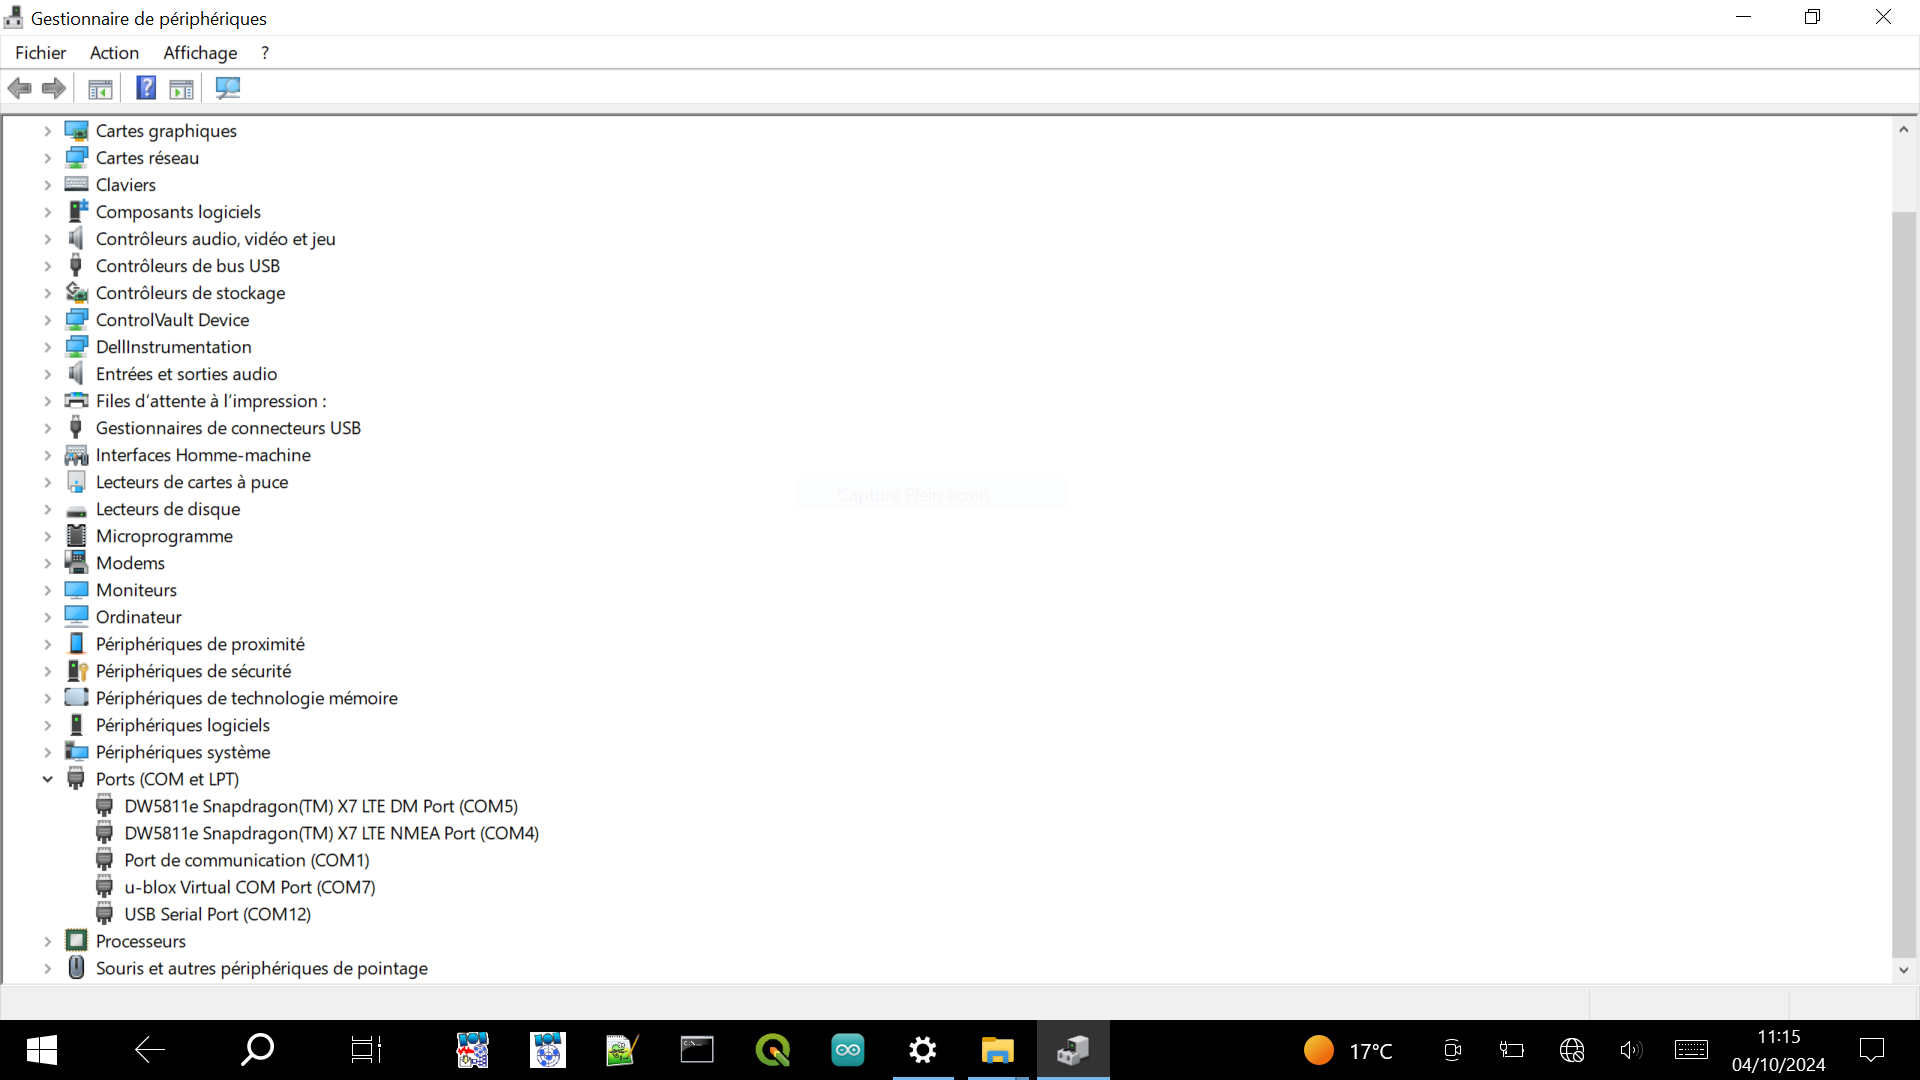 Gestionnaire de périphériques
Fichier Action Affichage ?
Cartes graphiques
Cartes réseau
Claviers
Composants logiciels
Contrôleurs audio, vidéo et jeu
Contrôleurs de bus USB
Contrôleurs de stockage
ControlVault Device
DellInstrumentation
Entrées et sorties audio
Files d’attente à l’impression :
Gestionnaires de connecteurs USB
Interfaces Homme-machine
Lecteurs de cartes à puce
Capture Plein écran
Lecteurs de disque
Microprogramme
Modems
Moniteurs
Ordinateur
Périphériques de proximité
Périphériques de sécurité
Périphériques de technologie mémoire
Périphériques logiciels
Périphériques système
Ports (COM et LPT)
DW5811e Snapdragon(TM) X7 LTE DM Port (COM5)
DW5811e Snapdragon(TM) X7 LTE NMEA Port (COM4)
Port de communication (COM1)
u-blox Virtual COM Port (COM7)
USB Serial Port (COM12)
Processeurs
Souris et autres périphériques de pointage
17°C
11:15
04/10/2024